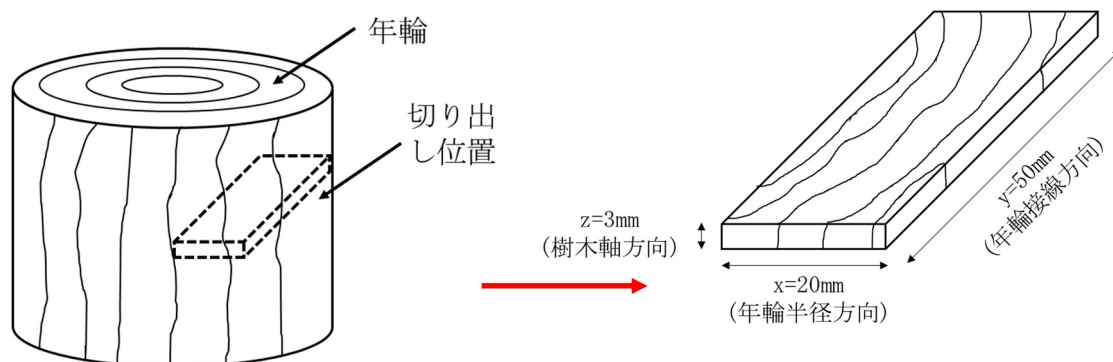 年輪
切り出
し位置
z=3mm
(樹木軸方向)
x=20mm
(年輪半径方向)
y=50mm
(年輪接線方向)